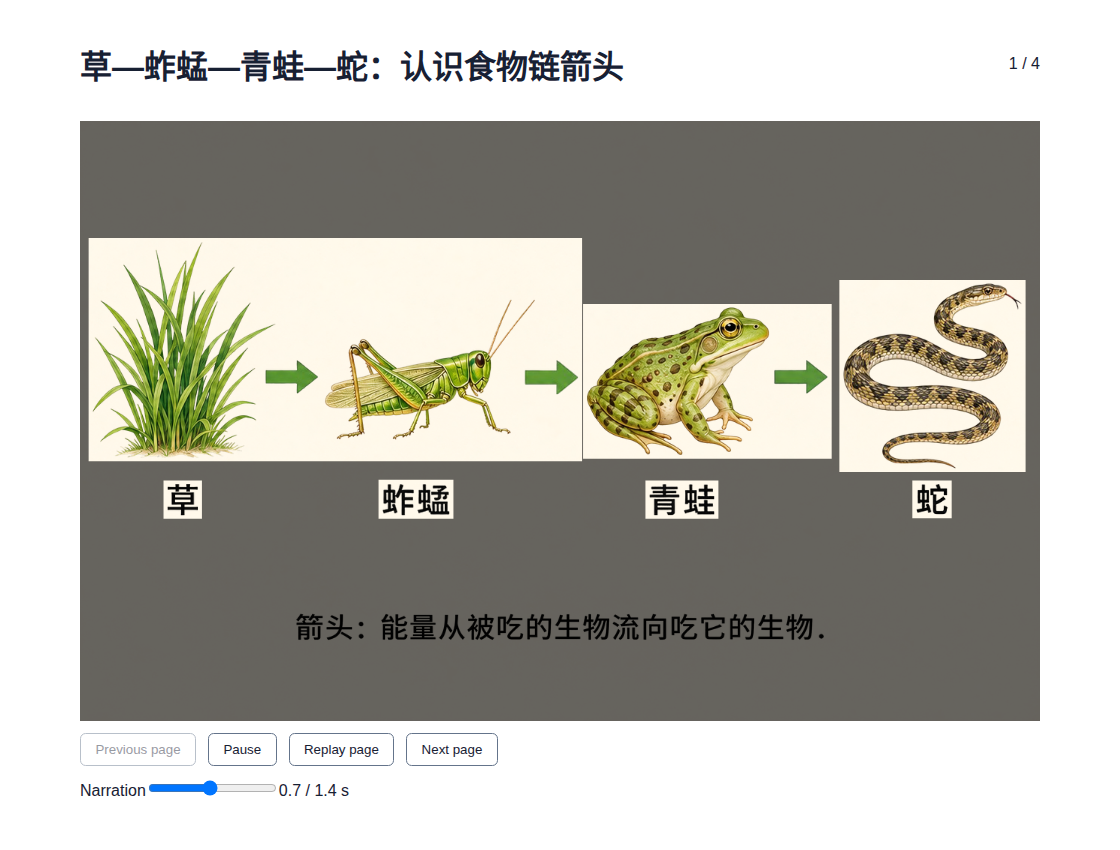 草—蚱蜢—青蛙—蛇：认识食物链箭头
1 / 4
草
蚱蜢
青蛙
蛇
箭头：能量从被吃的生物流向吃它的生物.
Previous page
Pause
Replay page
Next page
Narration 0.7 / 1.4 s